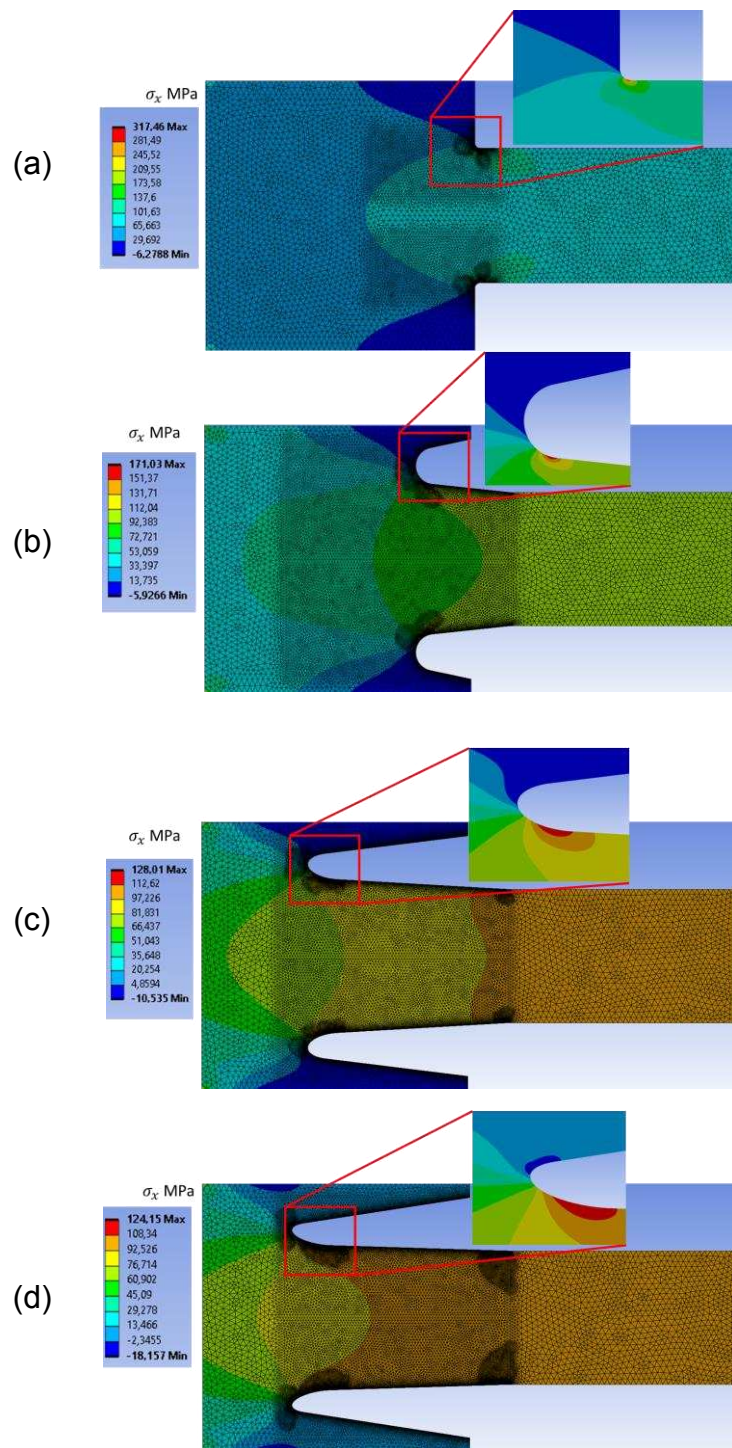 σx MPa
(a)
317,46 Max
281,49
245,52
209,55
173,58
137,6
101,63
65,663
29,692
-6,2788 Min
σx MPa
(b)
171,03 Max
151,37
131,71
112,04
92,383
72,721
53,059
33,397
13,735
-5,9266 Min
σx MPa
(c)
128,01 Max
112,62
97,226
81,831
66,437
51,043
35,648
20,254
4,8594
-10,535 Min
σx MPa
(d)
124,15 Max
108,34
92,526
76,714
60,902
45,09
29,278
13,466
-2,3455
-18,157 Min